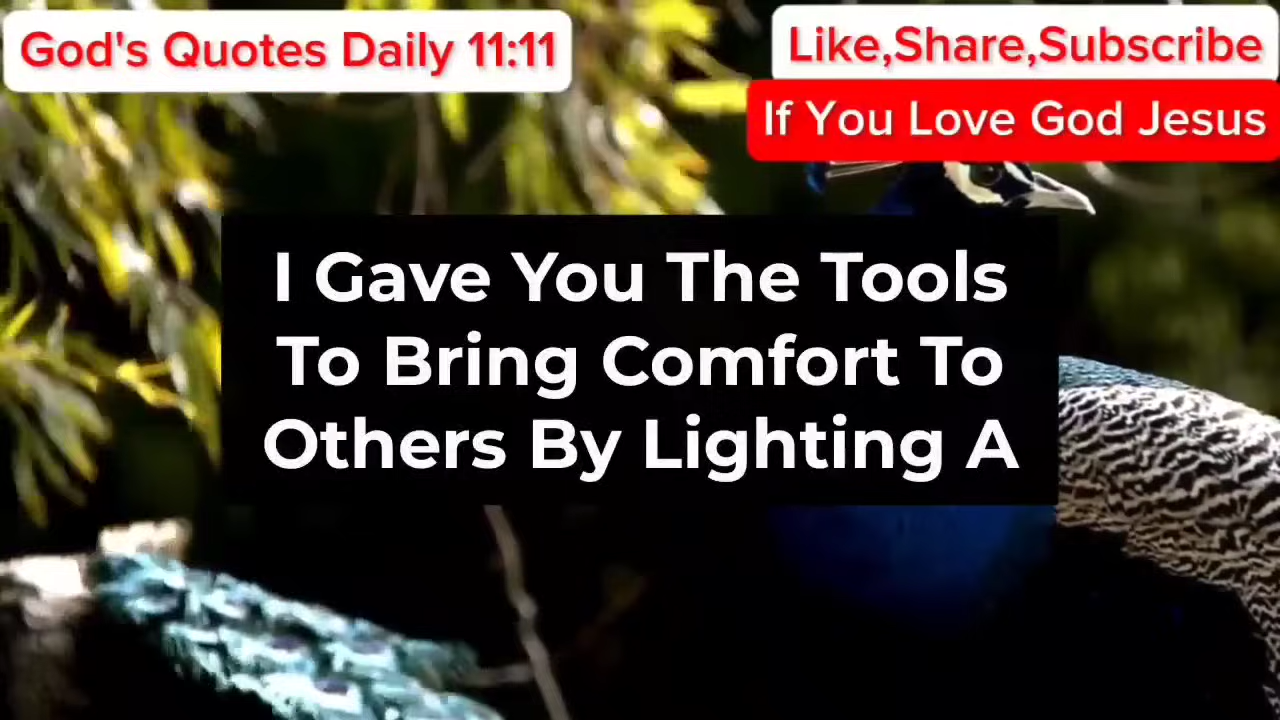 God's Quotes Daily 11:11
Like,Share,Subscribe
If You Love God Jesus
I Gave You The Tools
To Bring Comfort To
Others By Lighting A